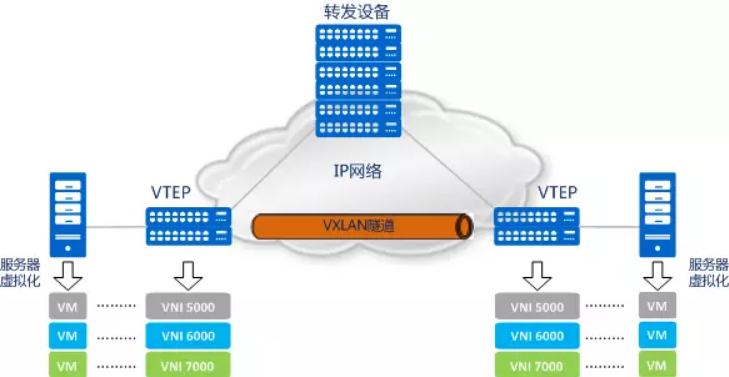 转发设备
IP网络
VTEP
VTEP
VXLAN隧道
服务器
虚拟化
服务器
虚拟化
VM ......... VNI 5000
VNI 5000 ......... VM
VM ......... VNI 6000
VNI 6000 ......... VM
VM ......... VNI 7000
VNI 7000 ......... VM